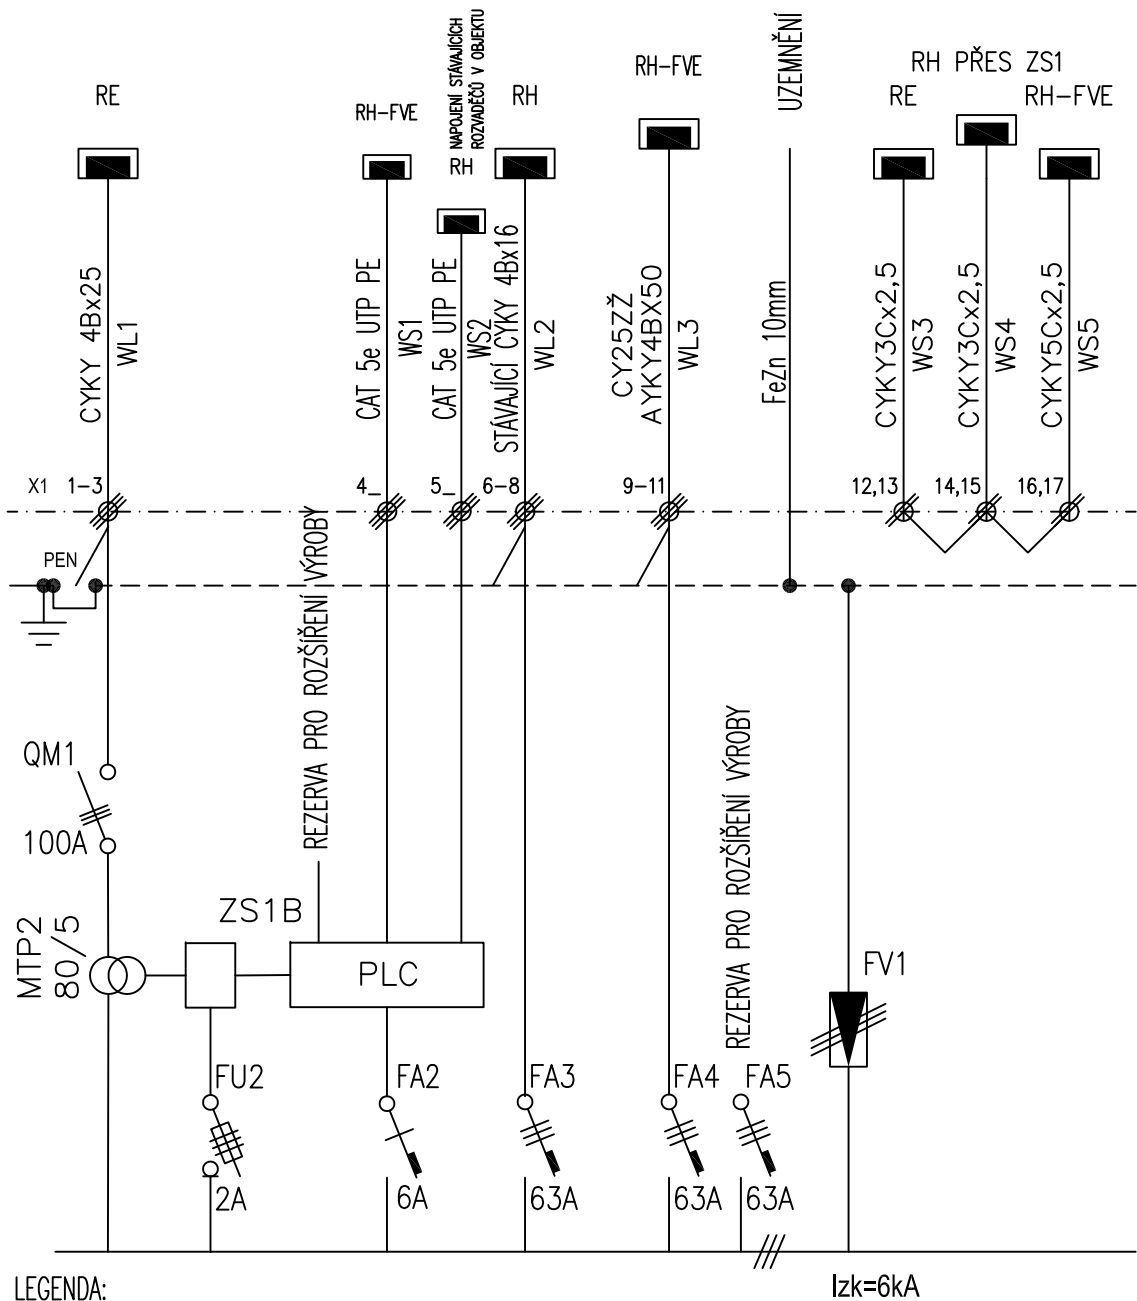 RE
RH-FVE
NAPOJENÍ STÁVAJÍCÍCH
ROZVADĚČŮ V OBJEKTU
RH
RH
RH-FVE
UZEMNĚNÍ
RH PŘES ZS1
RE
RH-FVE
CYKY 4Bx25
WL1
CAT 5e UTP PE
WS1
CAT 5e UTP PE
WS2
STÁVAJÍCÍ CYKY 4Bx16
WL2
CY25ZŽ
AYKY4BX50
WL3
FeZn 10mm
CYKY3Cx2,5
WS3
CYKY3Cx2,5
WS4
CYKY5Cx2,5
WS5
X1
1-3
4_
5_
6-8
9-11
12,13
14,15
16,17
PEN
REZERVA PRO ROZŠÍŘENÍ VÝROBY
QM1
100A
MTP2
80/5
ZS1B
PLC
REZERVA PRO ROZŠÍŘENÍ VÝROBY
FV1
FU2
FA2
FA3
FA4
FA5
2A
6A
63A
63A
63A
LEGENDA:
Izk=6kA